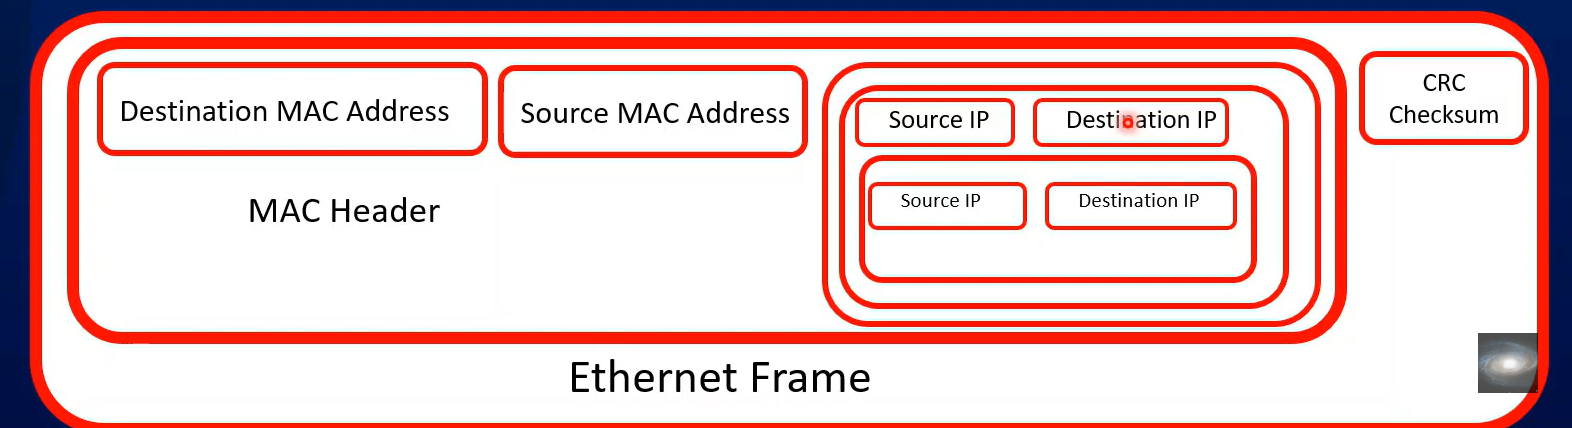 Destination MAC Address
Source MAC Address
Source IP
Destination IP
CRC
Checksum
Source IP
Destination IP
MAC Header
Ethernet Frame